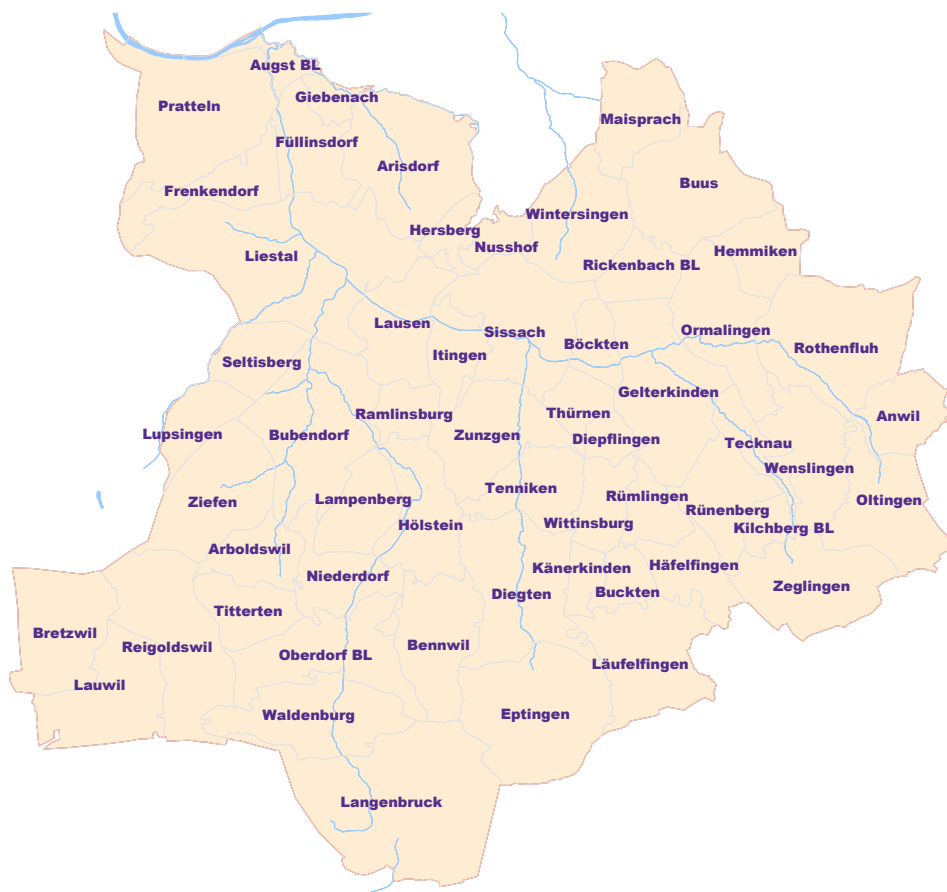 Augst BL
Giebenach
Pratteln
Maisprach
Füllinsdorf
Arisdorf
Buus
Frenkendorf
Wintersingen
Hersberg
Nusshof
Hemmiken
Liestal
Rickenbach BL
Lausen
Sissach
Ormalingen
Böckten
Rothenfluh
Itingen
Seltisberg
Gelterkinden
Ramlinsburg
Thürnen
Anwil
Lupsingen
Bubendorf
Zunzgen
Diepflingen
Tecknau
Wenslingen
Tenniken
Ziefen
Lampenberg
Rümlingen
Oltingen
Rünenberg
Hölstein
Wittinsburg
Kilchberg BL
Arboldswil
Känerkinden
Häfelfingen
Niederdorf
Zeglingen
Diegten
Buckten
Titterten
Bretzwil
Reigoldswil
Bennwil
Oberdorf BL
Läufelfingen
Lauwil
Waldenburg
Eptingen
Langenbruck